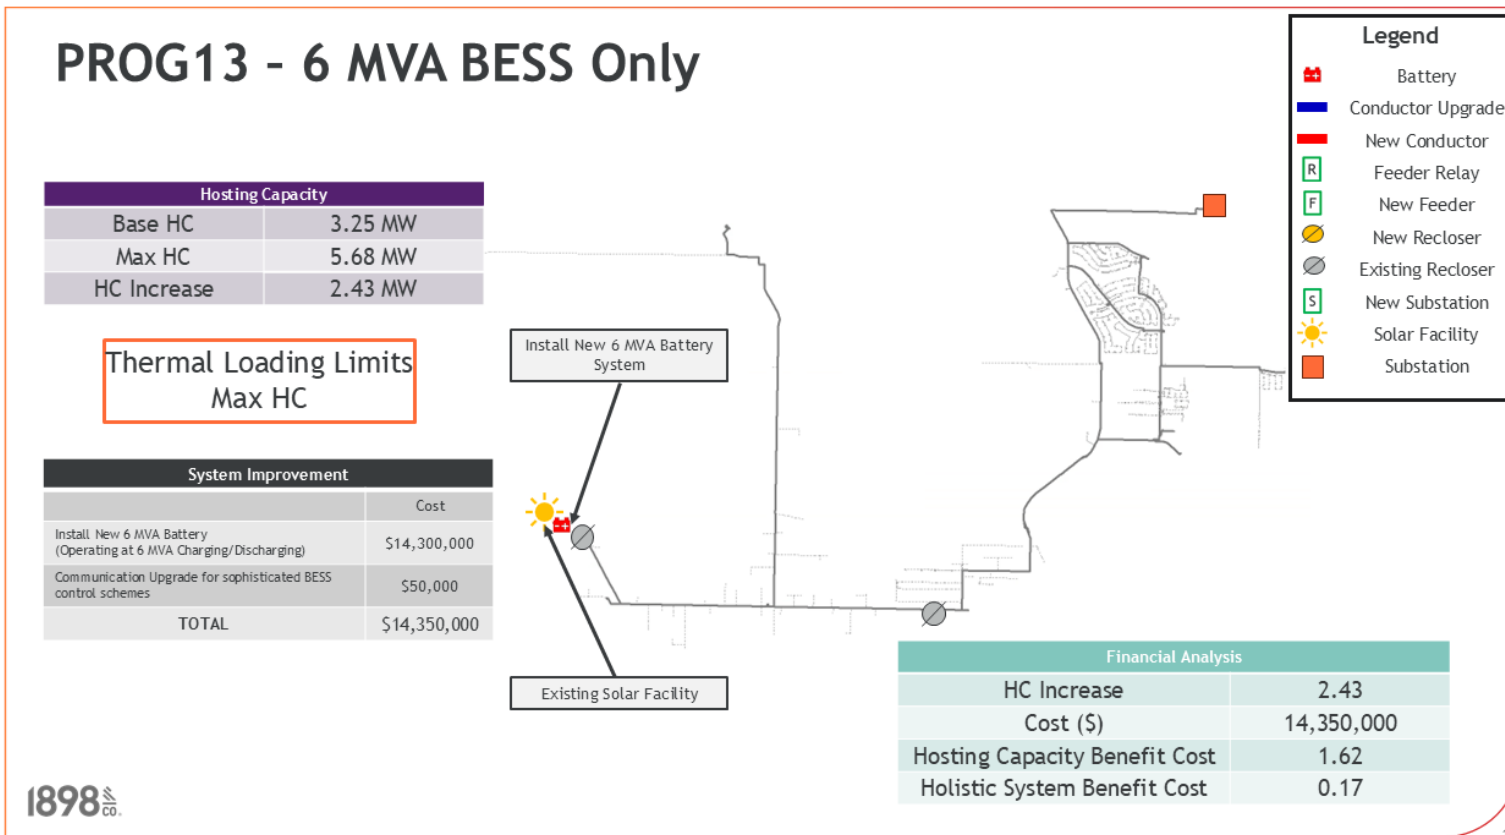 PROG13 - 6 MVA BESS Only
Legend
Battery
Conductor Upgrade
New Conductor
R Feeder Relay
F New Feeder
New Recloser
Existing Recloser
S New Substation
Solar Facility
Substation
Hosting Capacity
Base HC 3.25 MW
Max HC 5.68 MW
HC Increase 2.43 MW
Thermal Loading Limits
Max HC
Install New 6 MVA Battery
System
System Improvement
Cost
Install New 6 MVA Battery
(Operating at 6 MVA Charging/Discharging) $14,300,000
Communication Upgrade for sophisticated BESS
control schemes $50,000
TOTAL $14,350,000
Existing Solar Facility
Financial Analysis
HC Increase 2.43
Cost ($) 14,350,000
Hosting Capacity Benefit Cost 1.62
Holistic System Benefit Cost 0.17
1898 & CO.